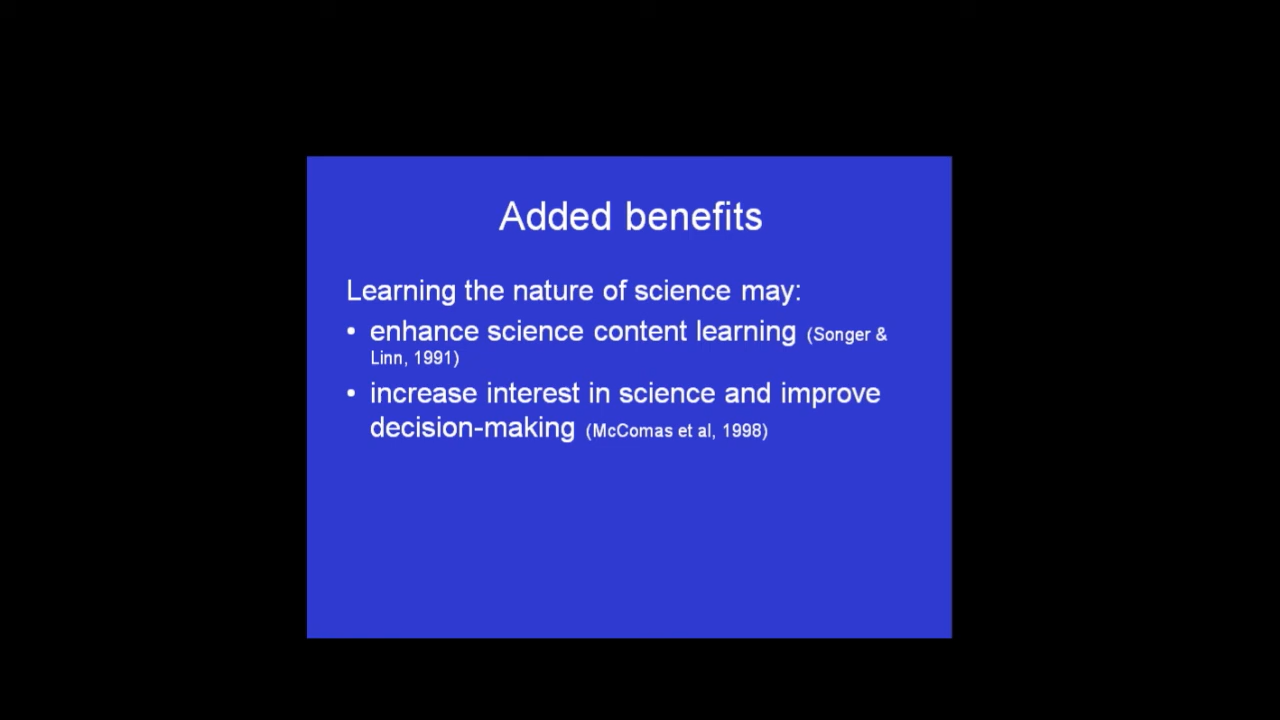 Added benefits
Learning the nature of science may:
• enhance science content learning (Songer &
Linn, 1991)
• increase interest in science and improve
decision-making (McComas et al, 1998)